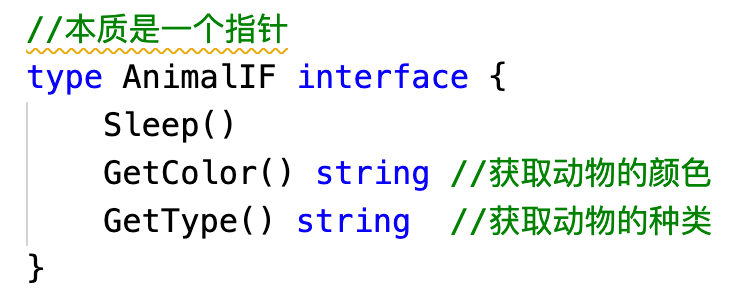 //本质是一个指针
type AnimalIF interface {
    Sleep()
    GetColor() string //获取动物的颜色
    GetType() string  //获取动物的种类
}